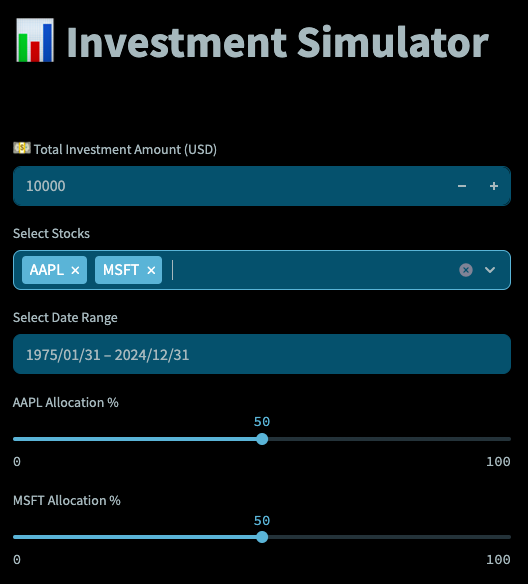 📊 Investment Simulator
💵 Total Investment Amount (USD)
10000 − +
Select Stocks
AAPL × MSFT ×
Select Date Range
1975/01/31 – 2024/12/31
AAPL Allocation %
50
0 100
MSFT Allocation %
50
0 100